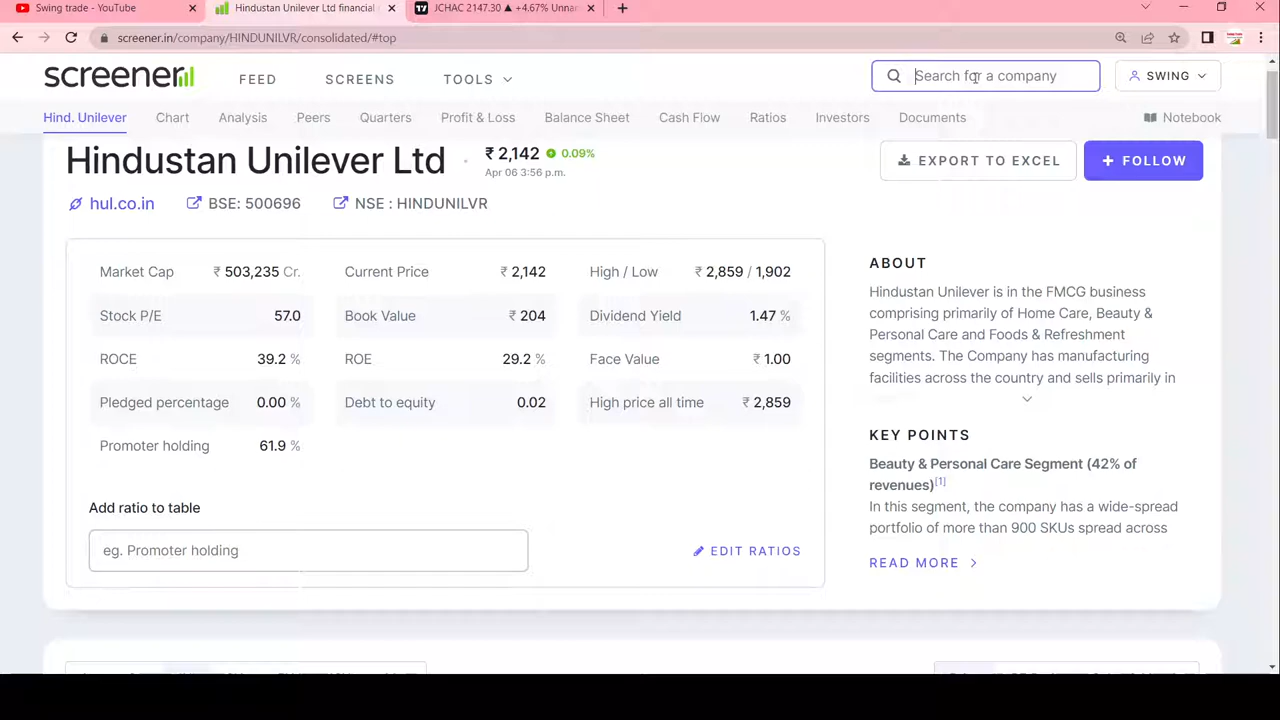 Swing trade - YouTube
Hindustan Unilever Ltd financial
JCHAC 2147.30 ▲ +4.67% Unnar
screener.in/company/HINDUNILVR/consolidated/#top
screener
FEED
SCREENS
TOOLS
Search for a company
SWING
Hind. Unilever
Chart
Analysis
Peers
Quarters
Profit & Loss
Balance Sheet
Cash Flow
Ratios
Investors
Documents
Notebook
Hindustan Unilever Ltd
₹ 2,142 0.09%
Apr 06 3:56 p.m.
EXPORT TO EXCEL
+ FOLLOW
hul.co.in
BSE: 500696
NSE : HINDUNILVR
Market Cap ₹ 503,235 Cr.
Current Price ₹ 2,142
High / Low ₹ 2,859 / 1,902
Stock P/E 57.0
Book Value ₹ 204
Dividend Yield 1.47 %
ROCE 39.2 %
ROE 29.2 %
Face Value ₹ 1.00
Pledged percentage 0.00 %
Debt to equity 0.02
High price all time ₹ 2,859
Promoter holding 61.9 %
Add ratio to table
eg. Promoter holding
EDIT RATIOS
ABOUT
Hindustan Unilever is in the FMCG business
comprising primarily of Home Care, Beauty &
Personal Care and Foods & Refreshment
segments. The Company has manufacturing
facilities across the country and sells primarily in
KEY POINTS
Beauty & Personal Care Segment (42% of
revenues)[1]
In this segment, the company has a wide-spread
portfolio of more than 900 SKUs spread across
READ MORE